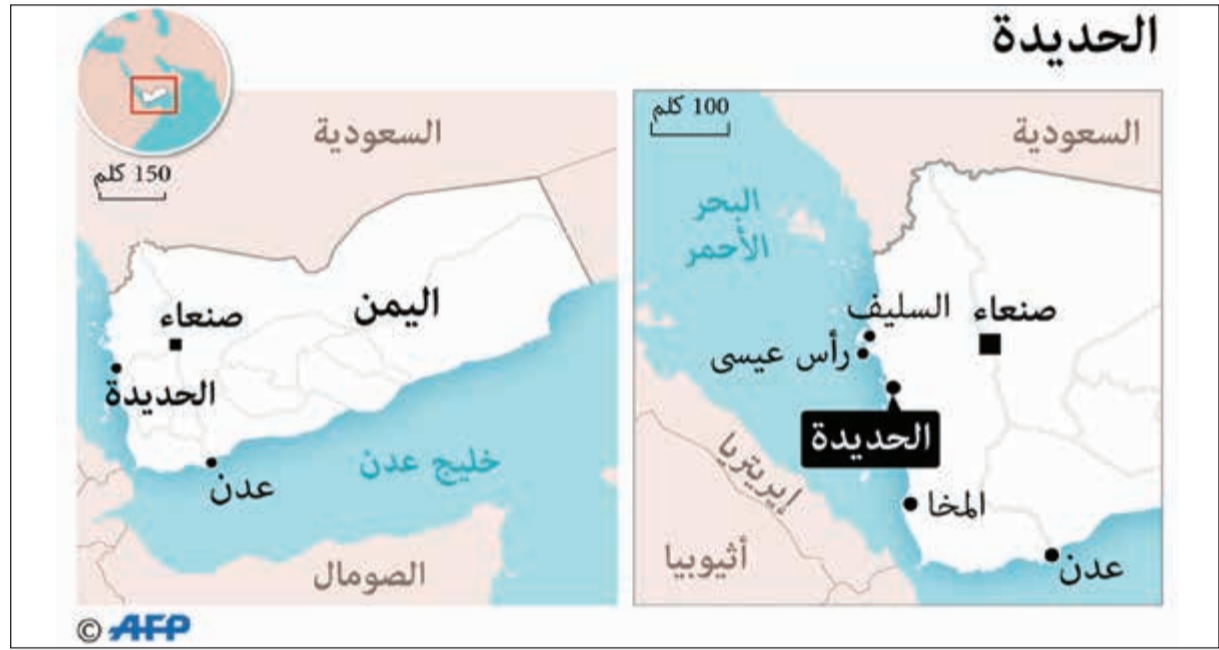 الحديدة
100 كلم
السعودية
البحر
الأحمر
السليف
صنعاء
رأس عيسى
الحديدة
إيريتريا
المخا
أثيوبيا
عدن
150 كلم
السعودية
اليمن
صنعاء
الحديدة
خليج عدن
عدن
الصومال
© AFP